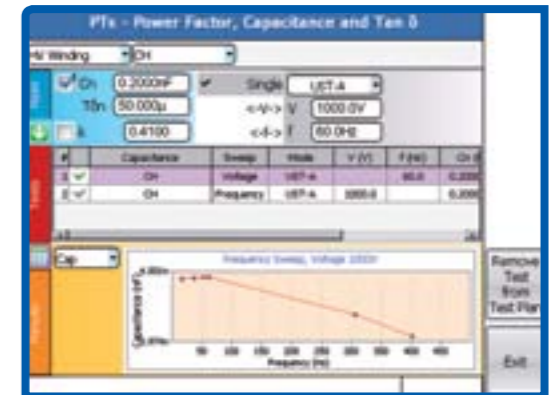 PTs - Power Factor, Capacitance and Tan δ
HV Winding CH
Cn 0.2000nF Single UST-A
Tδn 50.000µ <-V-> V 1000.0V
k 0.4100 <-f-> f 60.0Hz
# Capacitance Sweep Mode V (V) f (Hz)
1 CH Voltage UST-A 60.0
2 CH Frequency UST-A 1000.0
Cap
Frequency Sweep, Voltage 1000V
Capacitance (nF)
50 100 150 200 250 300 350 400 450
Frequency (Hz)
Remove
Test
from
Test Plan
Exit